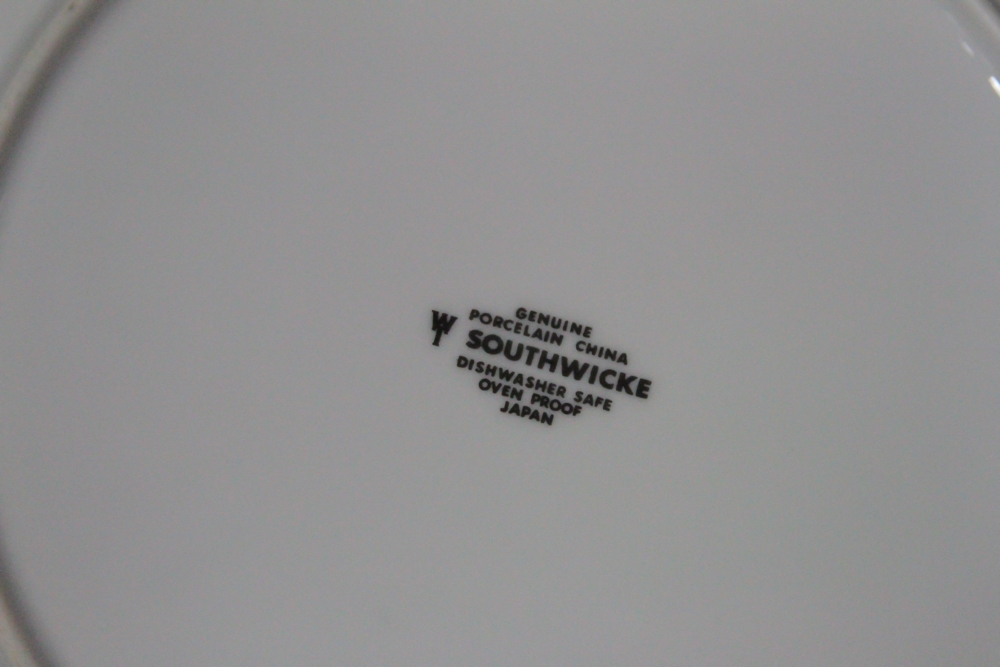 WT
GENUINE
PORCELAIN CHINA
SOUTHWICKE
DISHWASHER SAFE
OVEN PROOF
JAPAN